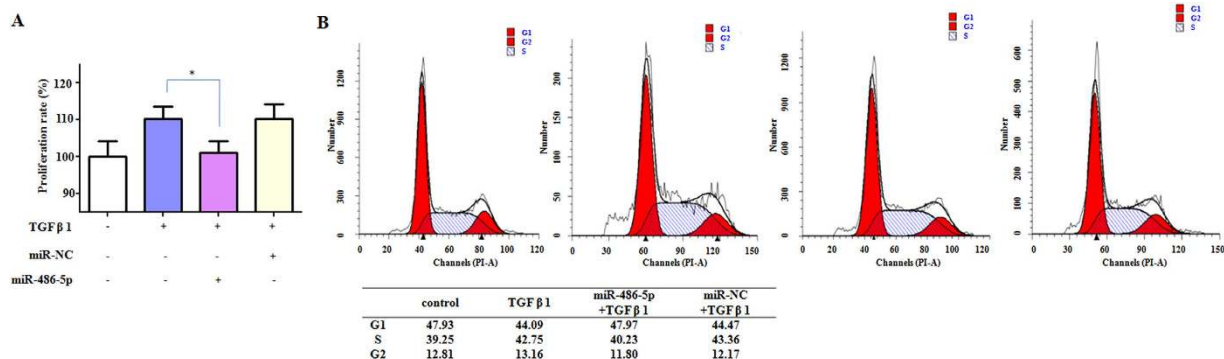 A
Proliferation rate (%)
120
110
100
90
*
TGFβ1 - + + +
miR-NC - - - +
miR-486-5p - - + -
B
G1
G2
S
Number
1200
900
600
300
0
0 20 40 60 80 100 120
Channels (PI-A)
G1
G2
S
Number
200
150
100
50
0
0 30 60 90 120 150
Channels (PI-A)
G1
G2
S
Number
1200
900
600
300
0
0 20 40 60 80 100 120
Channels (PI-A)
G1
G2
S
Number
600
500
400
300
200
100
0
0 30 60 90 120 150
Channels (PI-A)
control TGFβ1 miR-486-5p +TGFβ1 miR-NC +TGFβ1
G1 47.93 44.09 47.97 44.47
S 39.25 42.75 40.23 43.36
G2 12.81 13.16 11.80 12.17